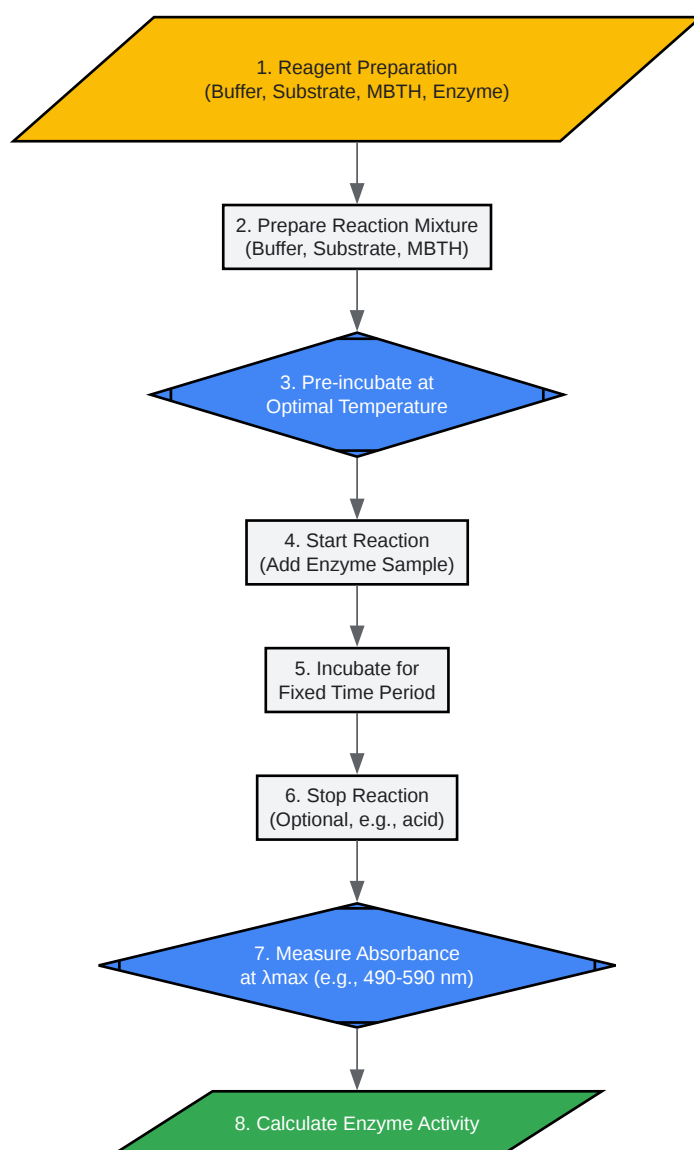 1. Reagent Preparation
(Buffer, Substrate, MBTH, Enzyme)
2. Prepare Reaction Mixture
(Buffer, Substrate, MBTH)
3. Pre-incubate at
Optimal Temperature
4. Start Reaction
(Add Enzyme Sample)
5. Incubate for
Fixed Time Period
6. Stop Reaction
(Optional, e.g., acid)
7. Measure Absorbance
at λmax (e.g., 490-590 nm)
8. Calculate Enzyme Activity